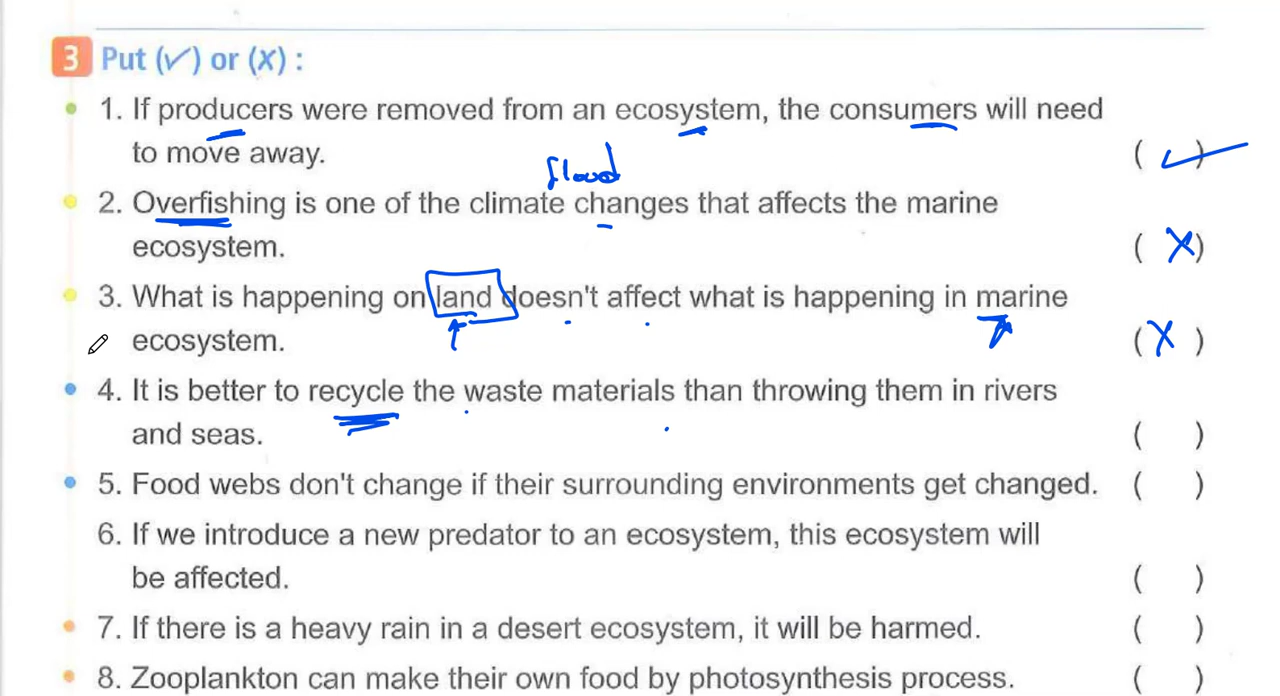 3 Put (✓) or (X) :
1. If producers were removed from an ecosystem, the consumers will need
to move away. ( ✓ )
flood
2. Overfishing is one of the climate changes that affects the marine
ecosystem. ( X )
3. What is happening on land doesn't affect what is happening in marine
ecosystem. ( X )
4. It is better to recycle the waste materials than throwing them in rivers
and seas. ( )
5. Food webs don't change if their surrounding environments get changed. ( )
6. If we introduce a new predator to an ecosystem, this ecosystem will
be affected. ( )
7. If there is a heavy rain in a desert ecosystem, it will be harmed. ( )
8. Zooplankton can make their own food by photosynthesis process. ( )